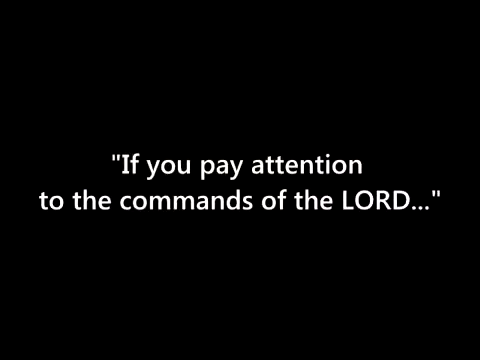 "If you pay attention
to the commands of the LORD..."